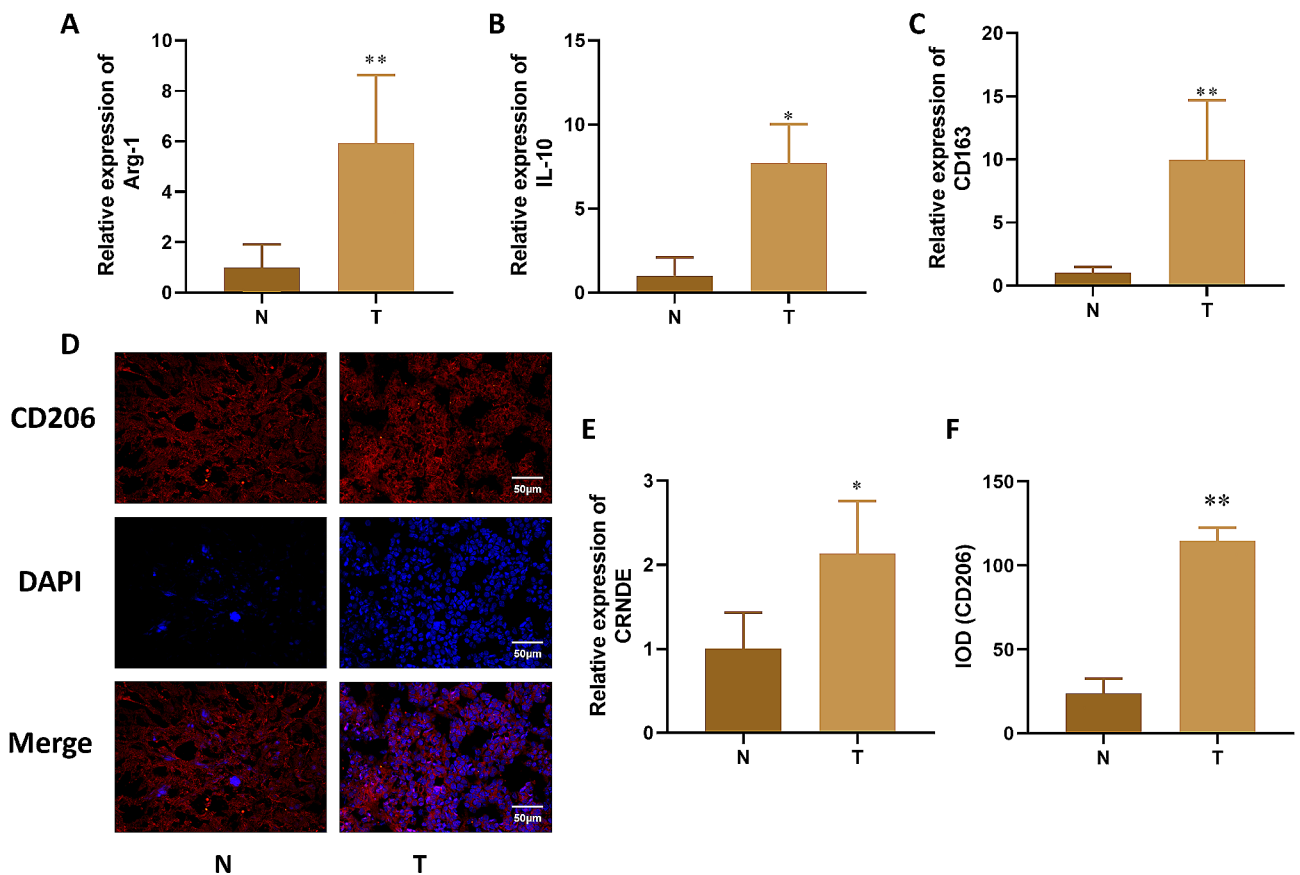 A
Relative expression of
Arg-1
10
8
6
4
2
0
**
N
T
B
Relative expression of
IL-10
15
10
5
0
*
N
T
C
Relative expression of
CD163
20
15
10
5
0
**
N
T
D
CD206
50μm
DAPI
50μm
Merge
50μm
N
T
E
Relative expression of
CRNDE
3
2
1
0
*
N
T
F
IOD (CD206)
150
100
50
0
**
N
T